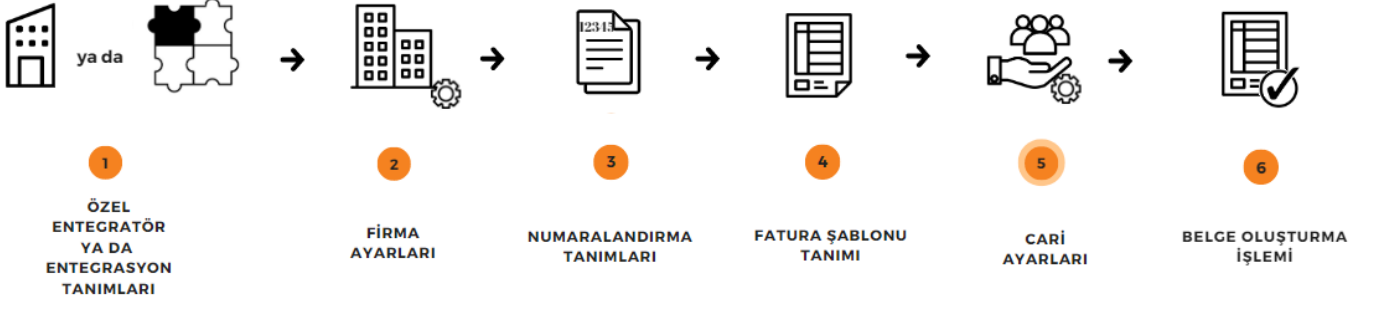 12345
ya da
1
ÖZEL
ENTEGRATÖR
YA DA
ENTEGRASYON
TANIMLARI
2
FİRMA
AYARLARI
3
NUMARALANDIRMA
TANIMLARI
4
FATURA ŞABLONU
TANIMI
5
CARİ
AYARLARI
6
BELGE OLUŞTURMA
İŞLEMİ